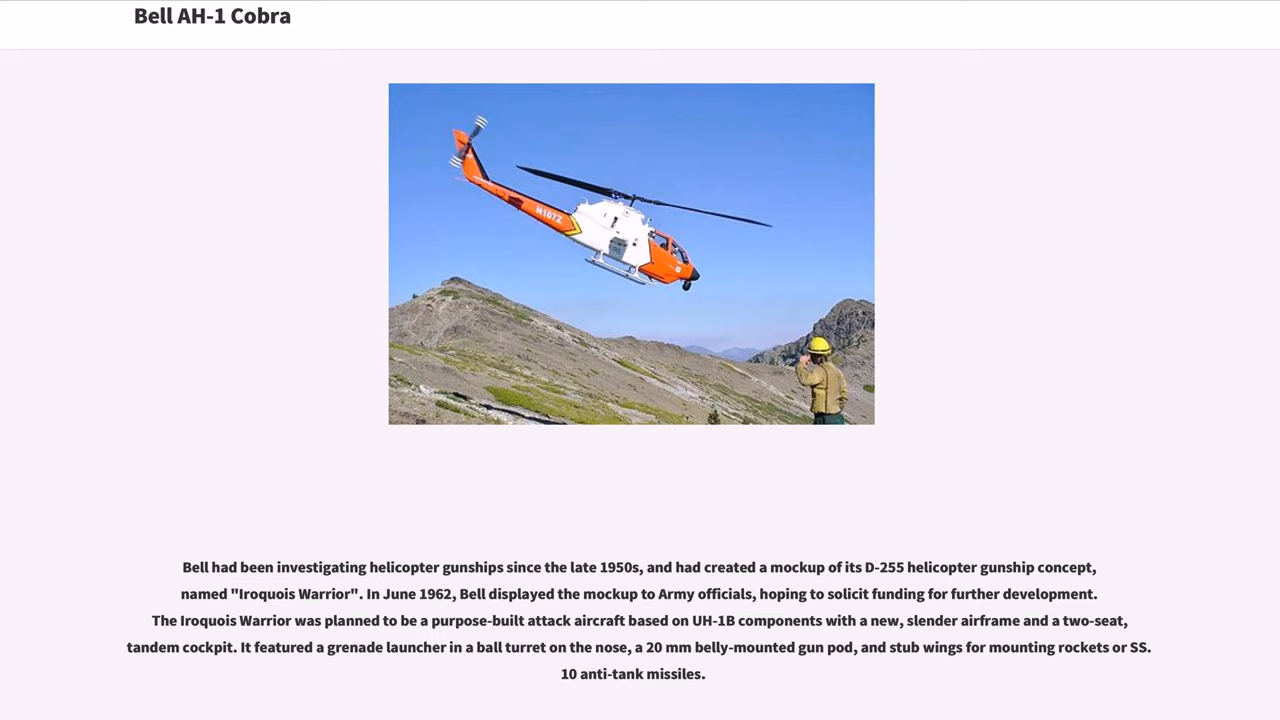 Bell AH-1 Cobra
N107Z
Bell had been investigating helicopter gunships since the late 1950s, and had created a mockup of its D-255 helicopter gunship concept,
named "Iroquois Warrior". In June 1962, Bell displayed the mockup to Army officials, hoping to solicit funding for further development.
The Iroquois Warrior was planned to be a purpose-built attack aircraft based on UH-1B components with a new, slender airframe and a two-seat,
tandem cockpit. It featured a grenade launcher in a ball turret on the nose, a 20 mm belly-mounted gun pod, and stub wings for mounting rockets or SS.
10 anti-tank missiles.